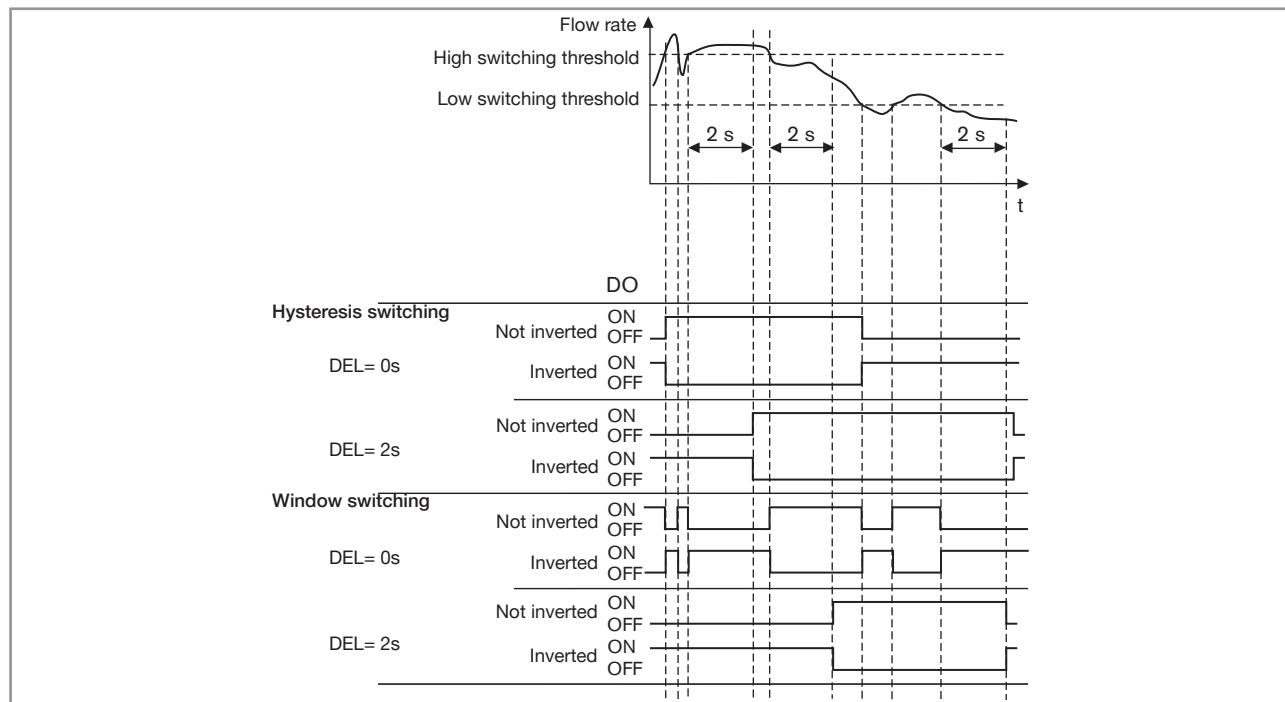 Flow rate
High switching threshold
Low switching threshold
2 s
2 s
2 s
t
DO
Hysteresis switching
Not inverted
ON
OFF
DEL= 0s
Inverted
ON
OFF
Not inverted
ON
OFF
DEL= 2s
Inverted
ON
OFF
Window switching
Not inverted
ON
OFF
DEL= 0s
Inverted
ON
OFF
Not inverted
ON
OFF
DEL= 2s
Inverted
ON
OFF